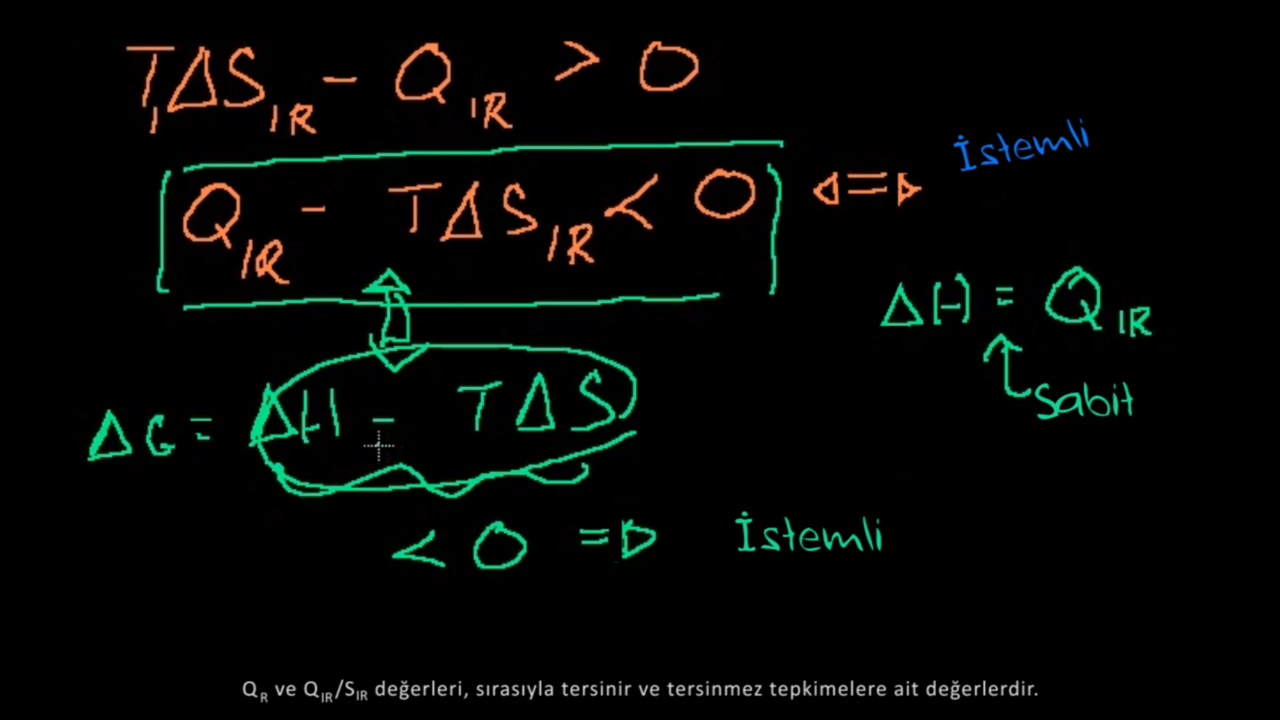 TΔS_IR - Q_IR > 0
Q_IR - TΔS_IR < 0 ⇔ İstemli
ΔH = Q_IR
Sabit
ΔG = ΔH - TΔS
< 0 ⇒ İstemli
Q_R ve Q_IR/S_IR değerleri, sırasıyla tersinir ve tersinmez tepkimelere ait değerlerdir.